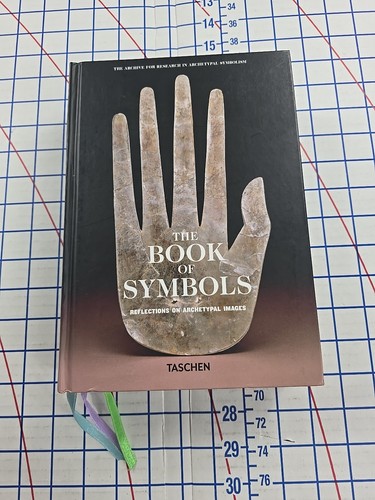 13
34
14
36
15
38
THE ARCHIVE FOR RESEARCH IN ARCHETYPAL SYMBOLISM
THE
BOOK
OF
SYMBOLS
REFLECTIONS ON ARCHETYPAL IMAGES
TASCHEN
70
28
72
29
74
30
76